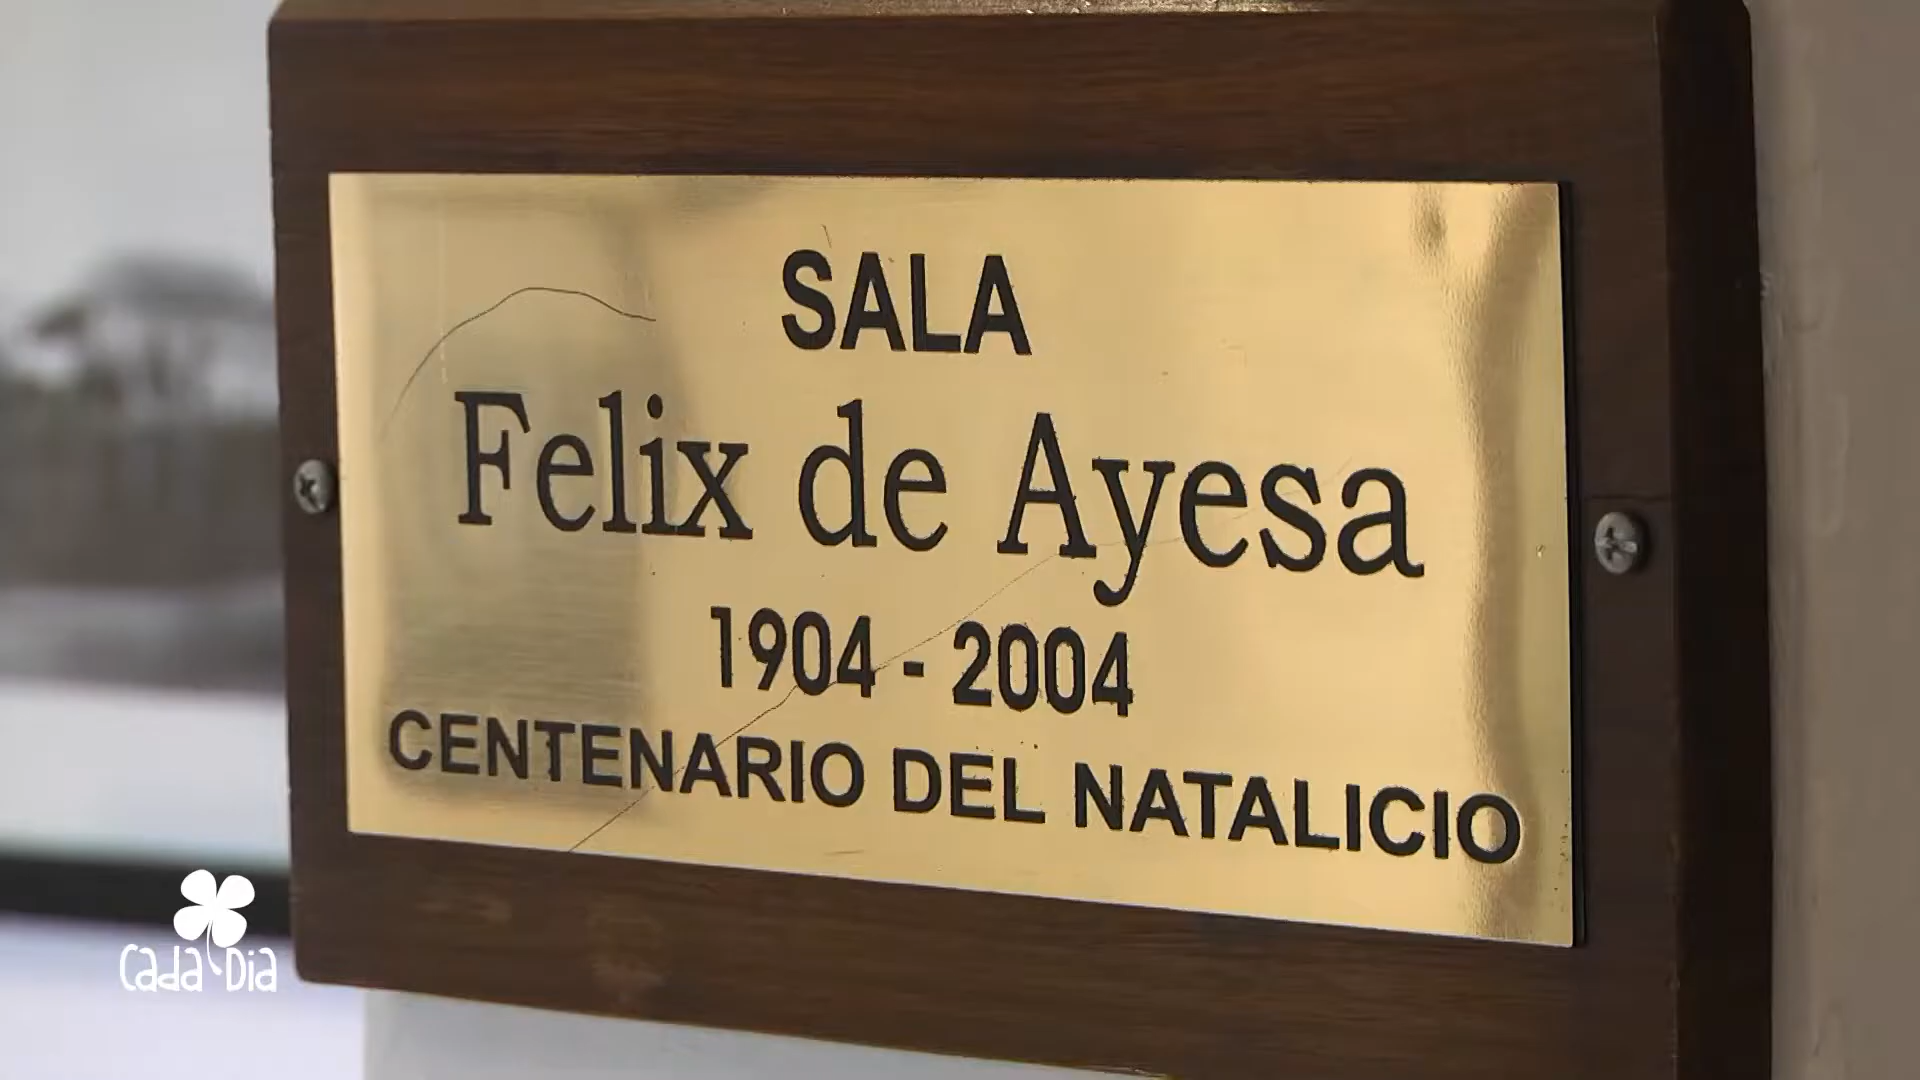 SALA
Felix de Ayesa
1904 - 2004
CENTENARIO DEL NATALICIO
Cada Dia